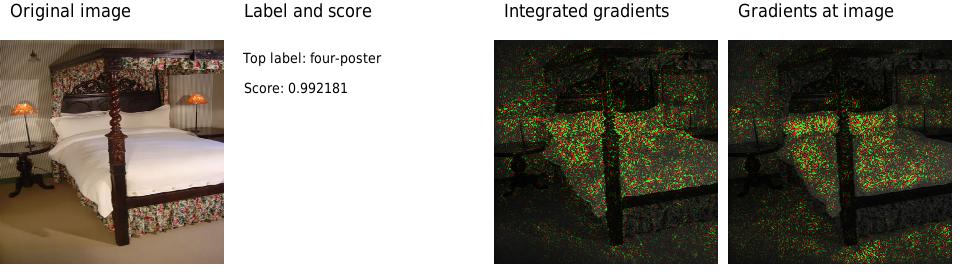 Original image
Label and score
Integrated gradients
Gradients at image
Top label: four-poster
Score: 0.992181